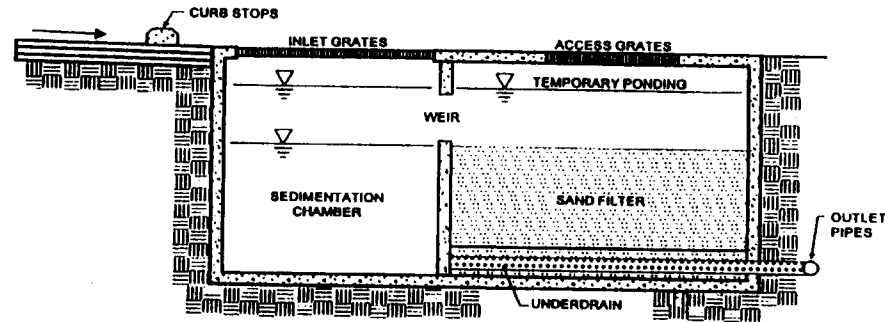 CURB STOPS
INLET GRATES
ACCESS GRATES
TEMPORARY PONDING
WEIR
SEDIMENTATION
CHAMBER
SAND FILTER
OUTLET
PIPES
UNDERDRAIN